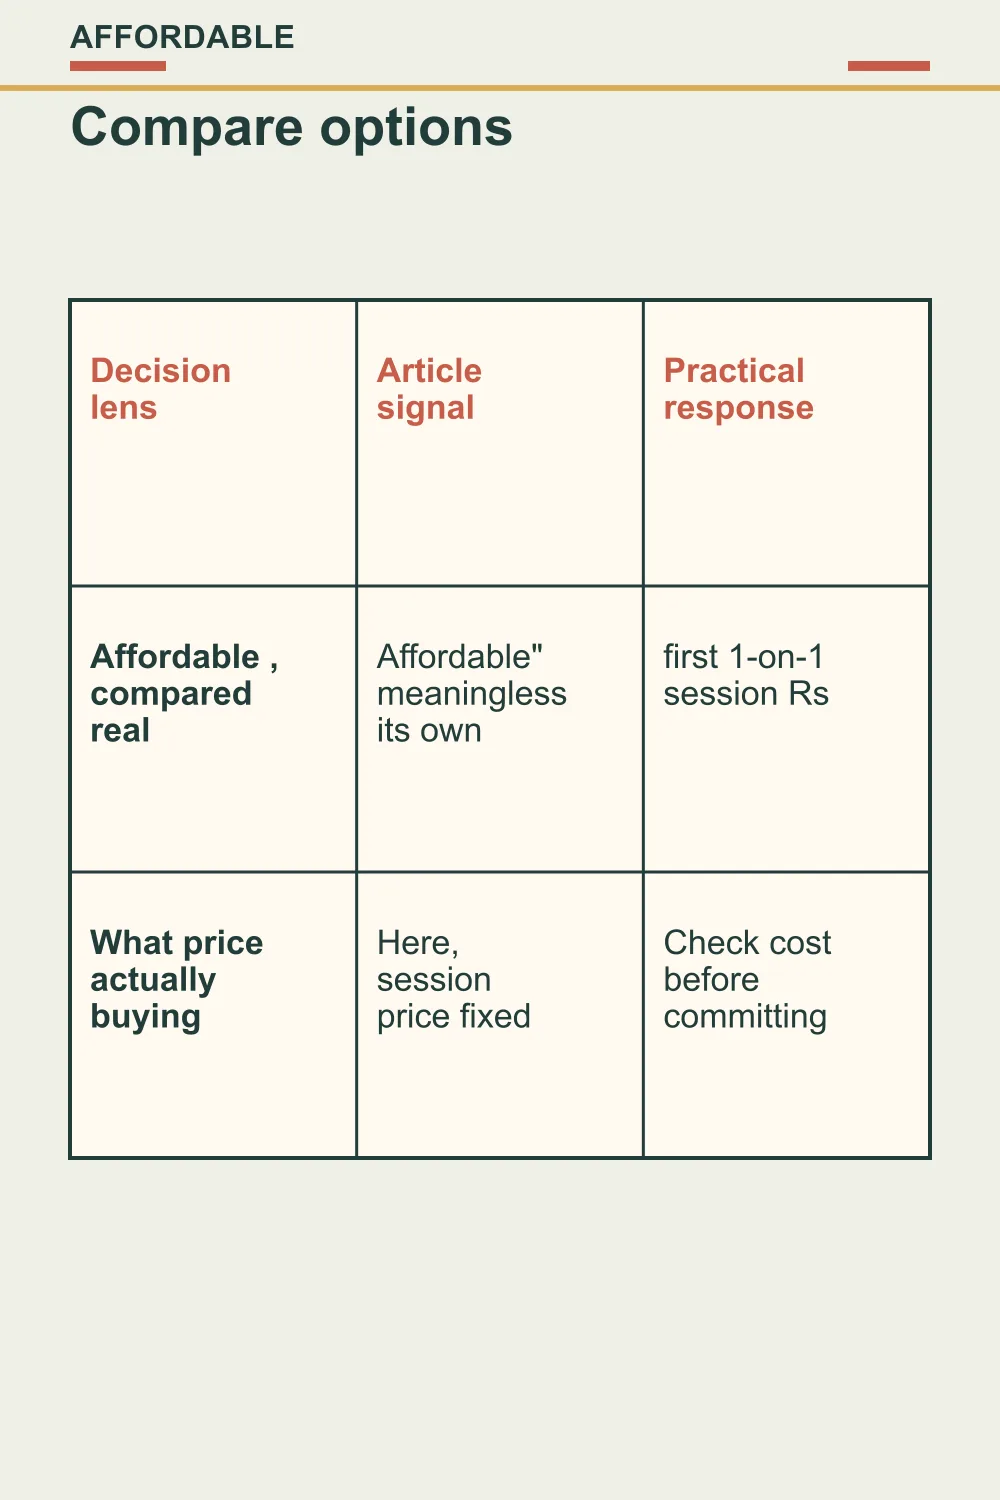 AFFORDABLE
Compare options
Decision
lens
Article
signal
Practical
response
Affordable ,
compared
real
Affordable"
meaningless
its own
first 1-on-1
session Rs
What price
actually
buying
Here,
session
price fixed
Check cost
before
committing